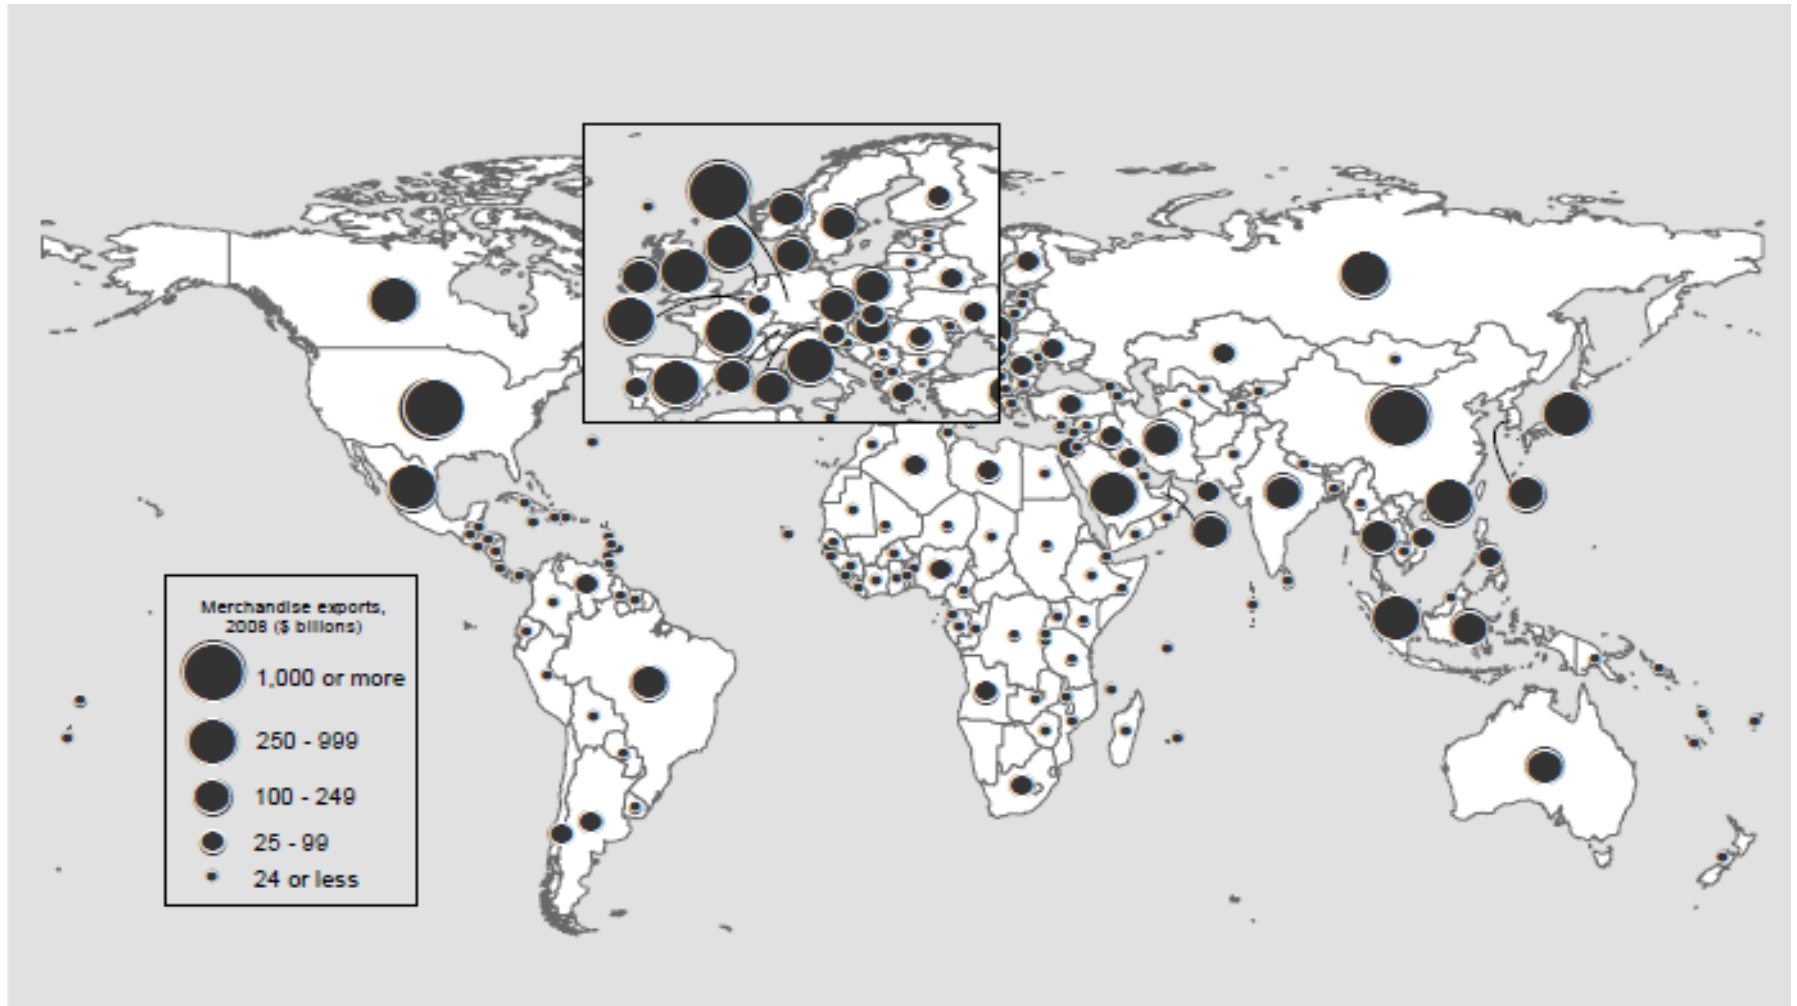 Merchandise exports,
2008 ($ billions)
1,000 or more
250 - 999
100 - 249
25 - 99
24 or less